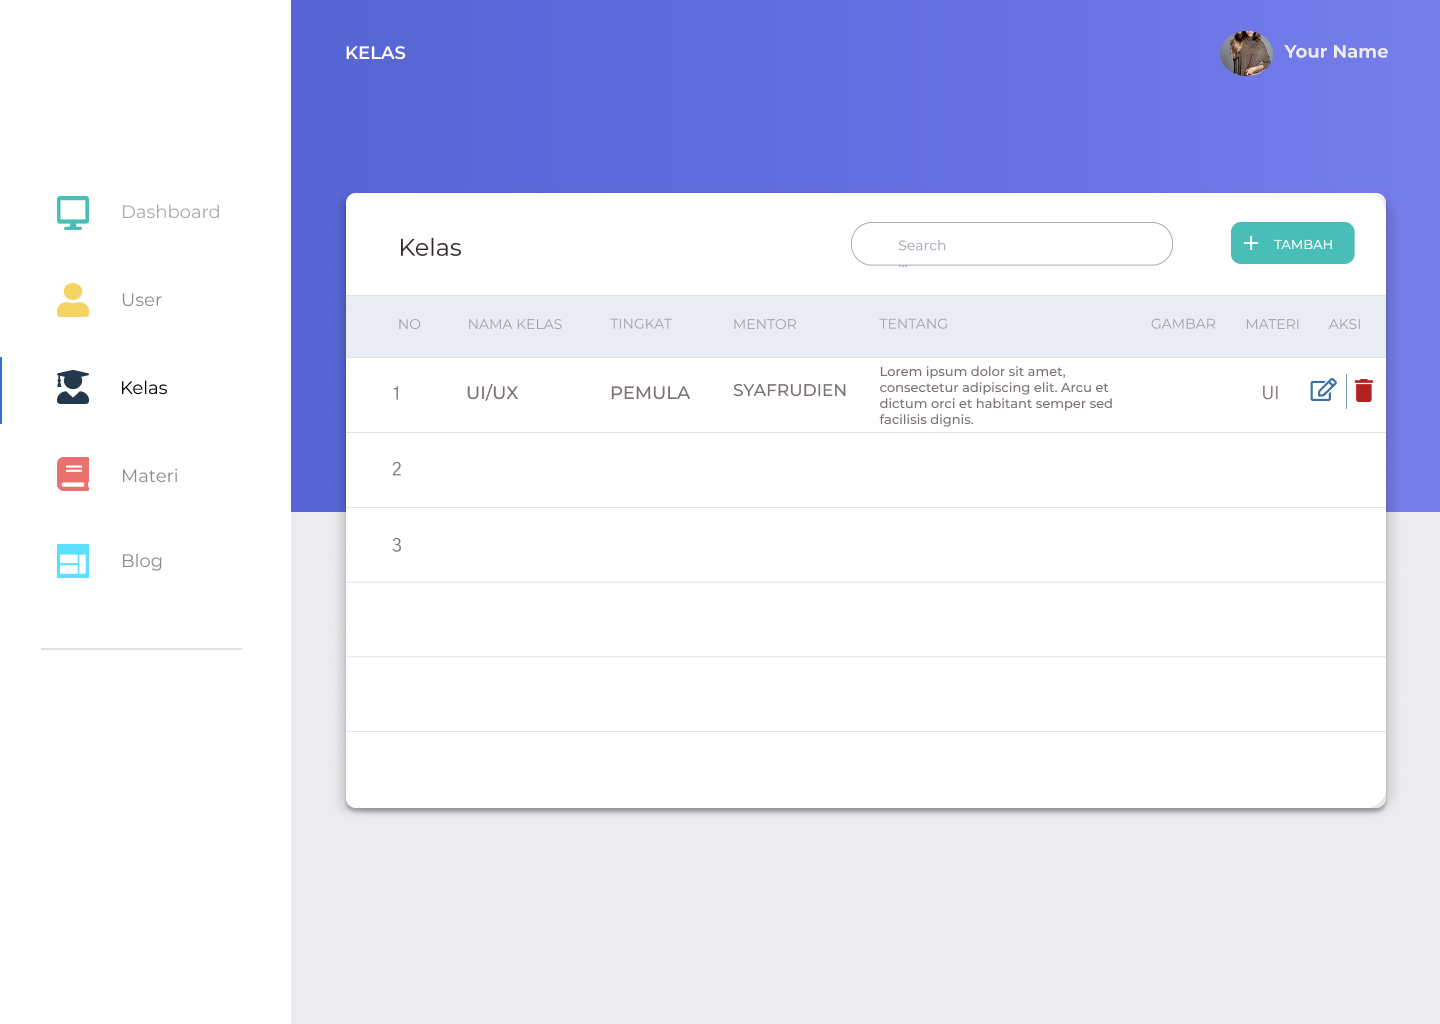 KELAS
Your Name
Dashboard
User
Kelas
Materi
Blog
Kelas
Search
...
TAMBAH
NO NAMA KELAS TINGKAT MENTOR TENTANG GAMBAR MATERI AKSI
1 UI/UX PEMULA SYAFRUDIEN
Lorem ipsum dolor sit amet,
consectetur adipiscing elit. Arcu et
dictum orci et habitant semper sed
facilisis dignis.
UI
2
3